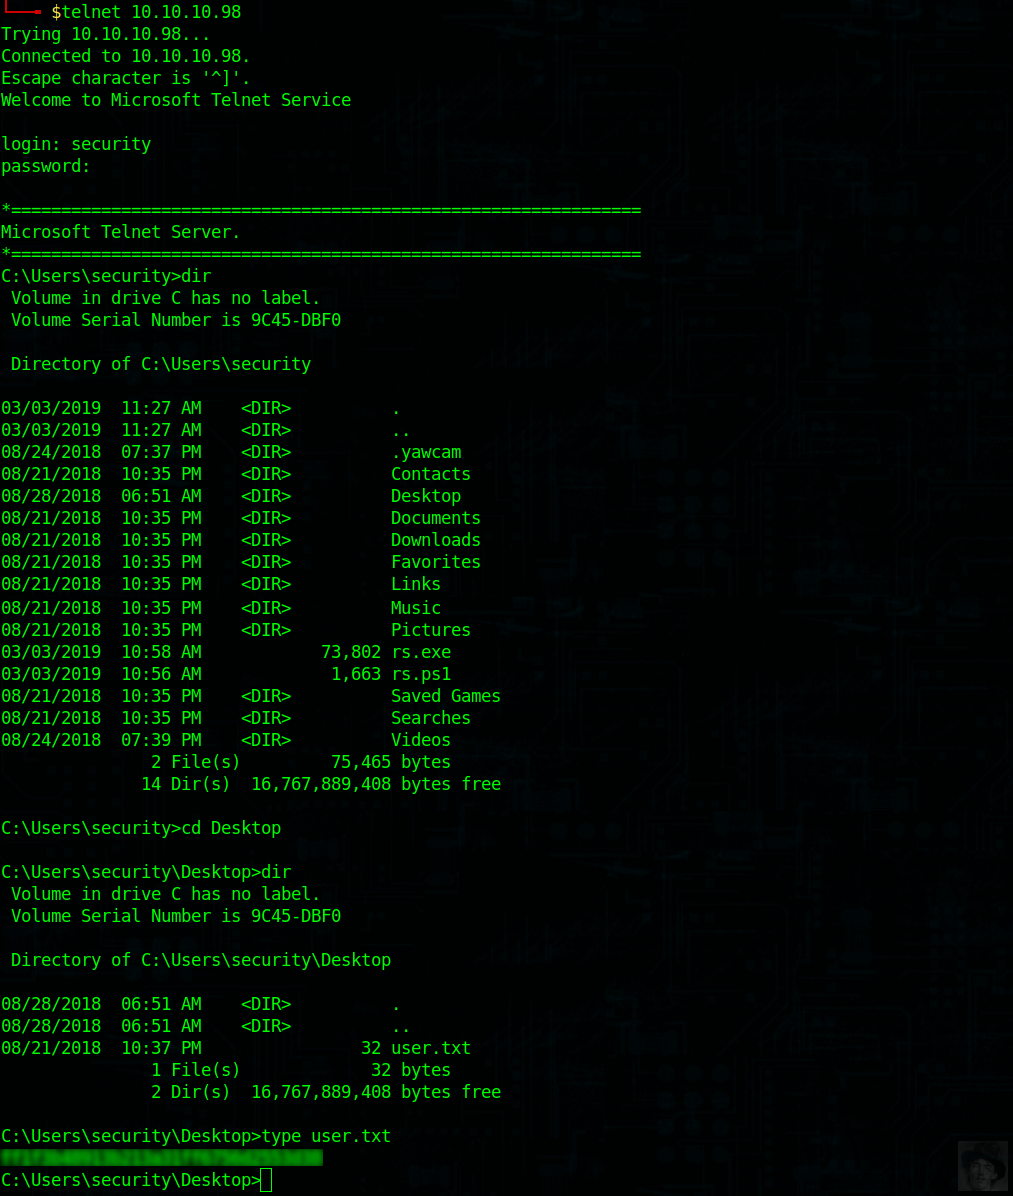 $telnet 10.10.10.98
Trying 10.10.10.98...
Connected to 10.10.10.98.
Escape character is '^]'.
Welcome to Microsoft Telnet Service
login: security
password:
*===============================================================
Microsoft Telnet Server.
*===============================================================
C:\Users\security>dir
 Volume in drive C has no label.
 Volume Serial Number is 9C45-DBF0
 Directory of C:\Users\security
03/03/2019  11:27 AM    <DIR>          .
03/03/2019  11:27 AM    <DIR>          ..
08/24/2018  07:37 PM    <DIR>          .yawcam
08/21/2018  10:35 PM    <DIR>          Contacts
08/28/2018  06:51 AM    <DIR>          Desktop
08/21/2018  10:35 PM    <DIR>          Documents
08/21/2018  10:35 PM    <DIR>          Downloads
08/21/2018  10:35 PM    <DIR>          Favorites
08/21/2018  10:35 PM    <DIR>          Links
08/21/2018  10:35 PM    <DIR>          Music
08/21/2018  10:35 PM    <DIR>          Pictures
03/03/2019  10:58 AM            73,802 rs.exe
03/03/2019  10:56 AM             1,663 rs.ps1
08/21/2018  10:35 PM    <DIR>          Saved Games
08/21/2018  10:35 PM    <DIR>          Searches
08/24/2018  07:39 PM    <DIR>          Videos
               2 File(s)         75,465 bytes
              14 Dir(s)  16,767,889,408 bytes free
C:\Users\security>cd Desktop
C:\Users\security\Desktop>dir
 Volume in drive C has no label.
 Volume Serial Number is 9C45-DBF0
 Directory of C:\Users\security\Desktop
08/28/2018  06:51 AM    <DIR>          .
08/28/2018  06:51 AM    <DIR>          ..
08/21/2018  10:37 PM                32 user.txt
               1 File(s)             32 bytes
               2 Dir(s)  16,767,889,408 bytes free
C:\Users\security\Desktop>type user.txt
C:\Users\security\Desktop>